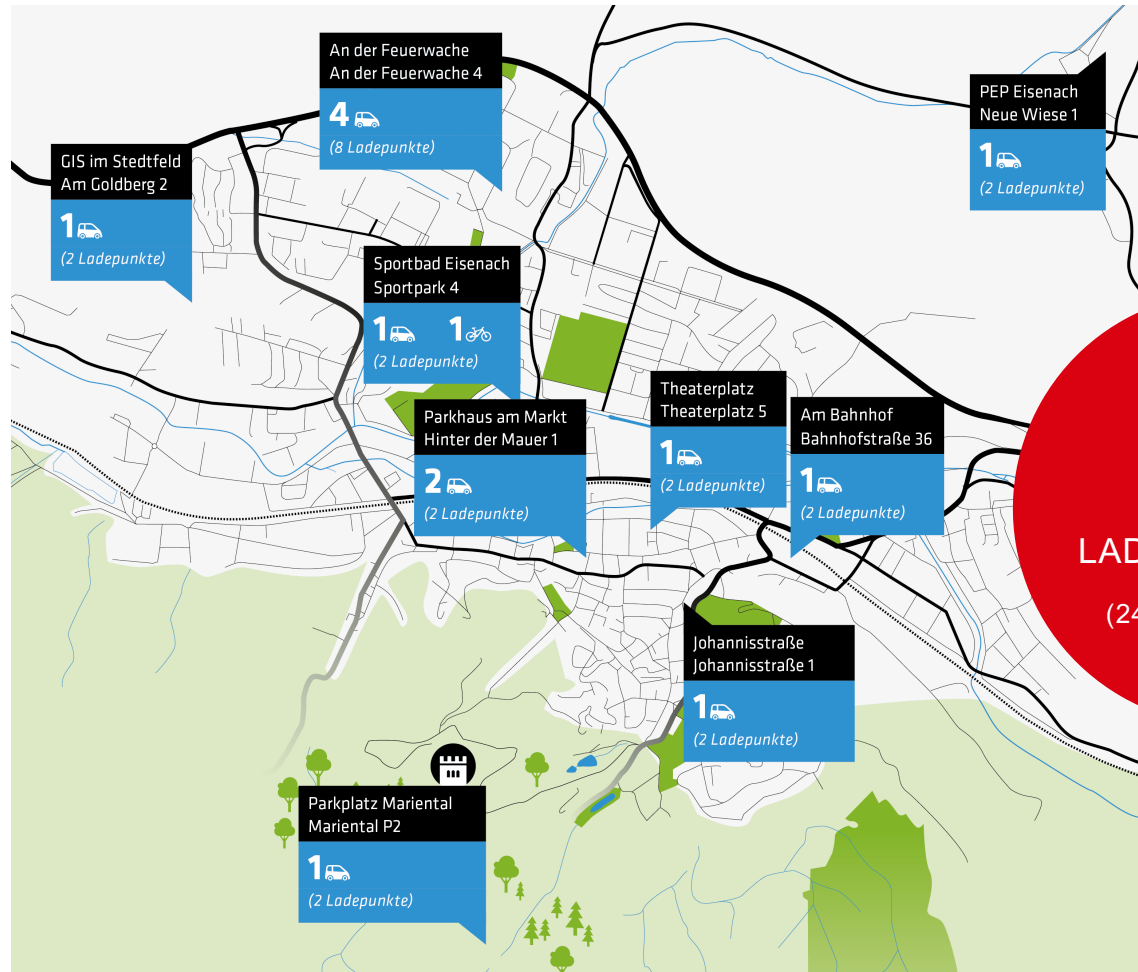 An der Feuerwache
An der Feuerwache 4
4
(8 Ladepunkte)
PEP Eisenach
Neue Wiese 1
1
(2 Ladepunkte)
GIS im Stedtfeld
Am Goldberg 2
1
(2 Ladepunkte)
Sportbad Eisenach
Sportpark 4
1 1
(2 Ladepunkte)
Theaterplatz
Theaterplatz 5
1
(2 Ladepunkte)
Am Bahnhof
Bahnhofstraße 36
1
(2 Ladepunkte)
Parkhaus am Markt
Hinter der Mauer 1
2
(2 Ladepunkte)
LAD
(24
Johannisstraße
Johannisstraße 1
1
(2 Ladepunkte)
Parkplatz Mariental
Mariental P2
1
(2 Ladepunkte)